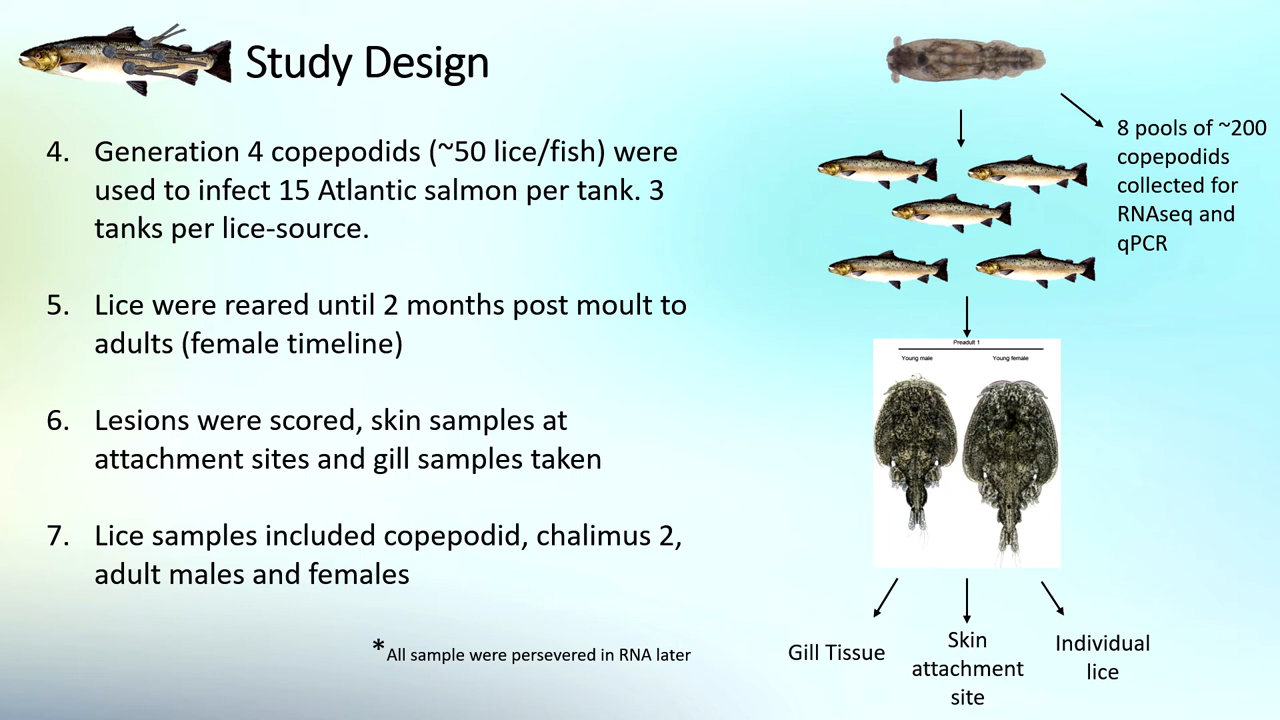 Study Design
4. Generation 4 copepodids (~50 lice/fish) were
used to infect 15 Atlantic salmon per tank. 3
tanks per lice-source.
5. Lice were reared until 2 months post moult to
adults (female timeline)
6. Lesions were scored, skin samples at
attachment sites and gill samples taken
7. Lice samples included copepodid, chalimus 2,
adult males and females
*All sample were persevered in RNA later
8 pools of ~200
copepodids
collected for
RNAseq and
qPCR
Preadult 1
Young male
Young female
Gill Tissue
Skin
attachment
site
Individual
lice